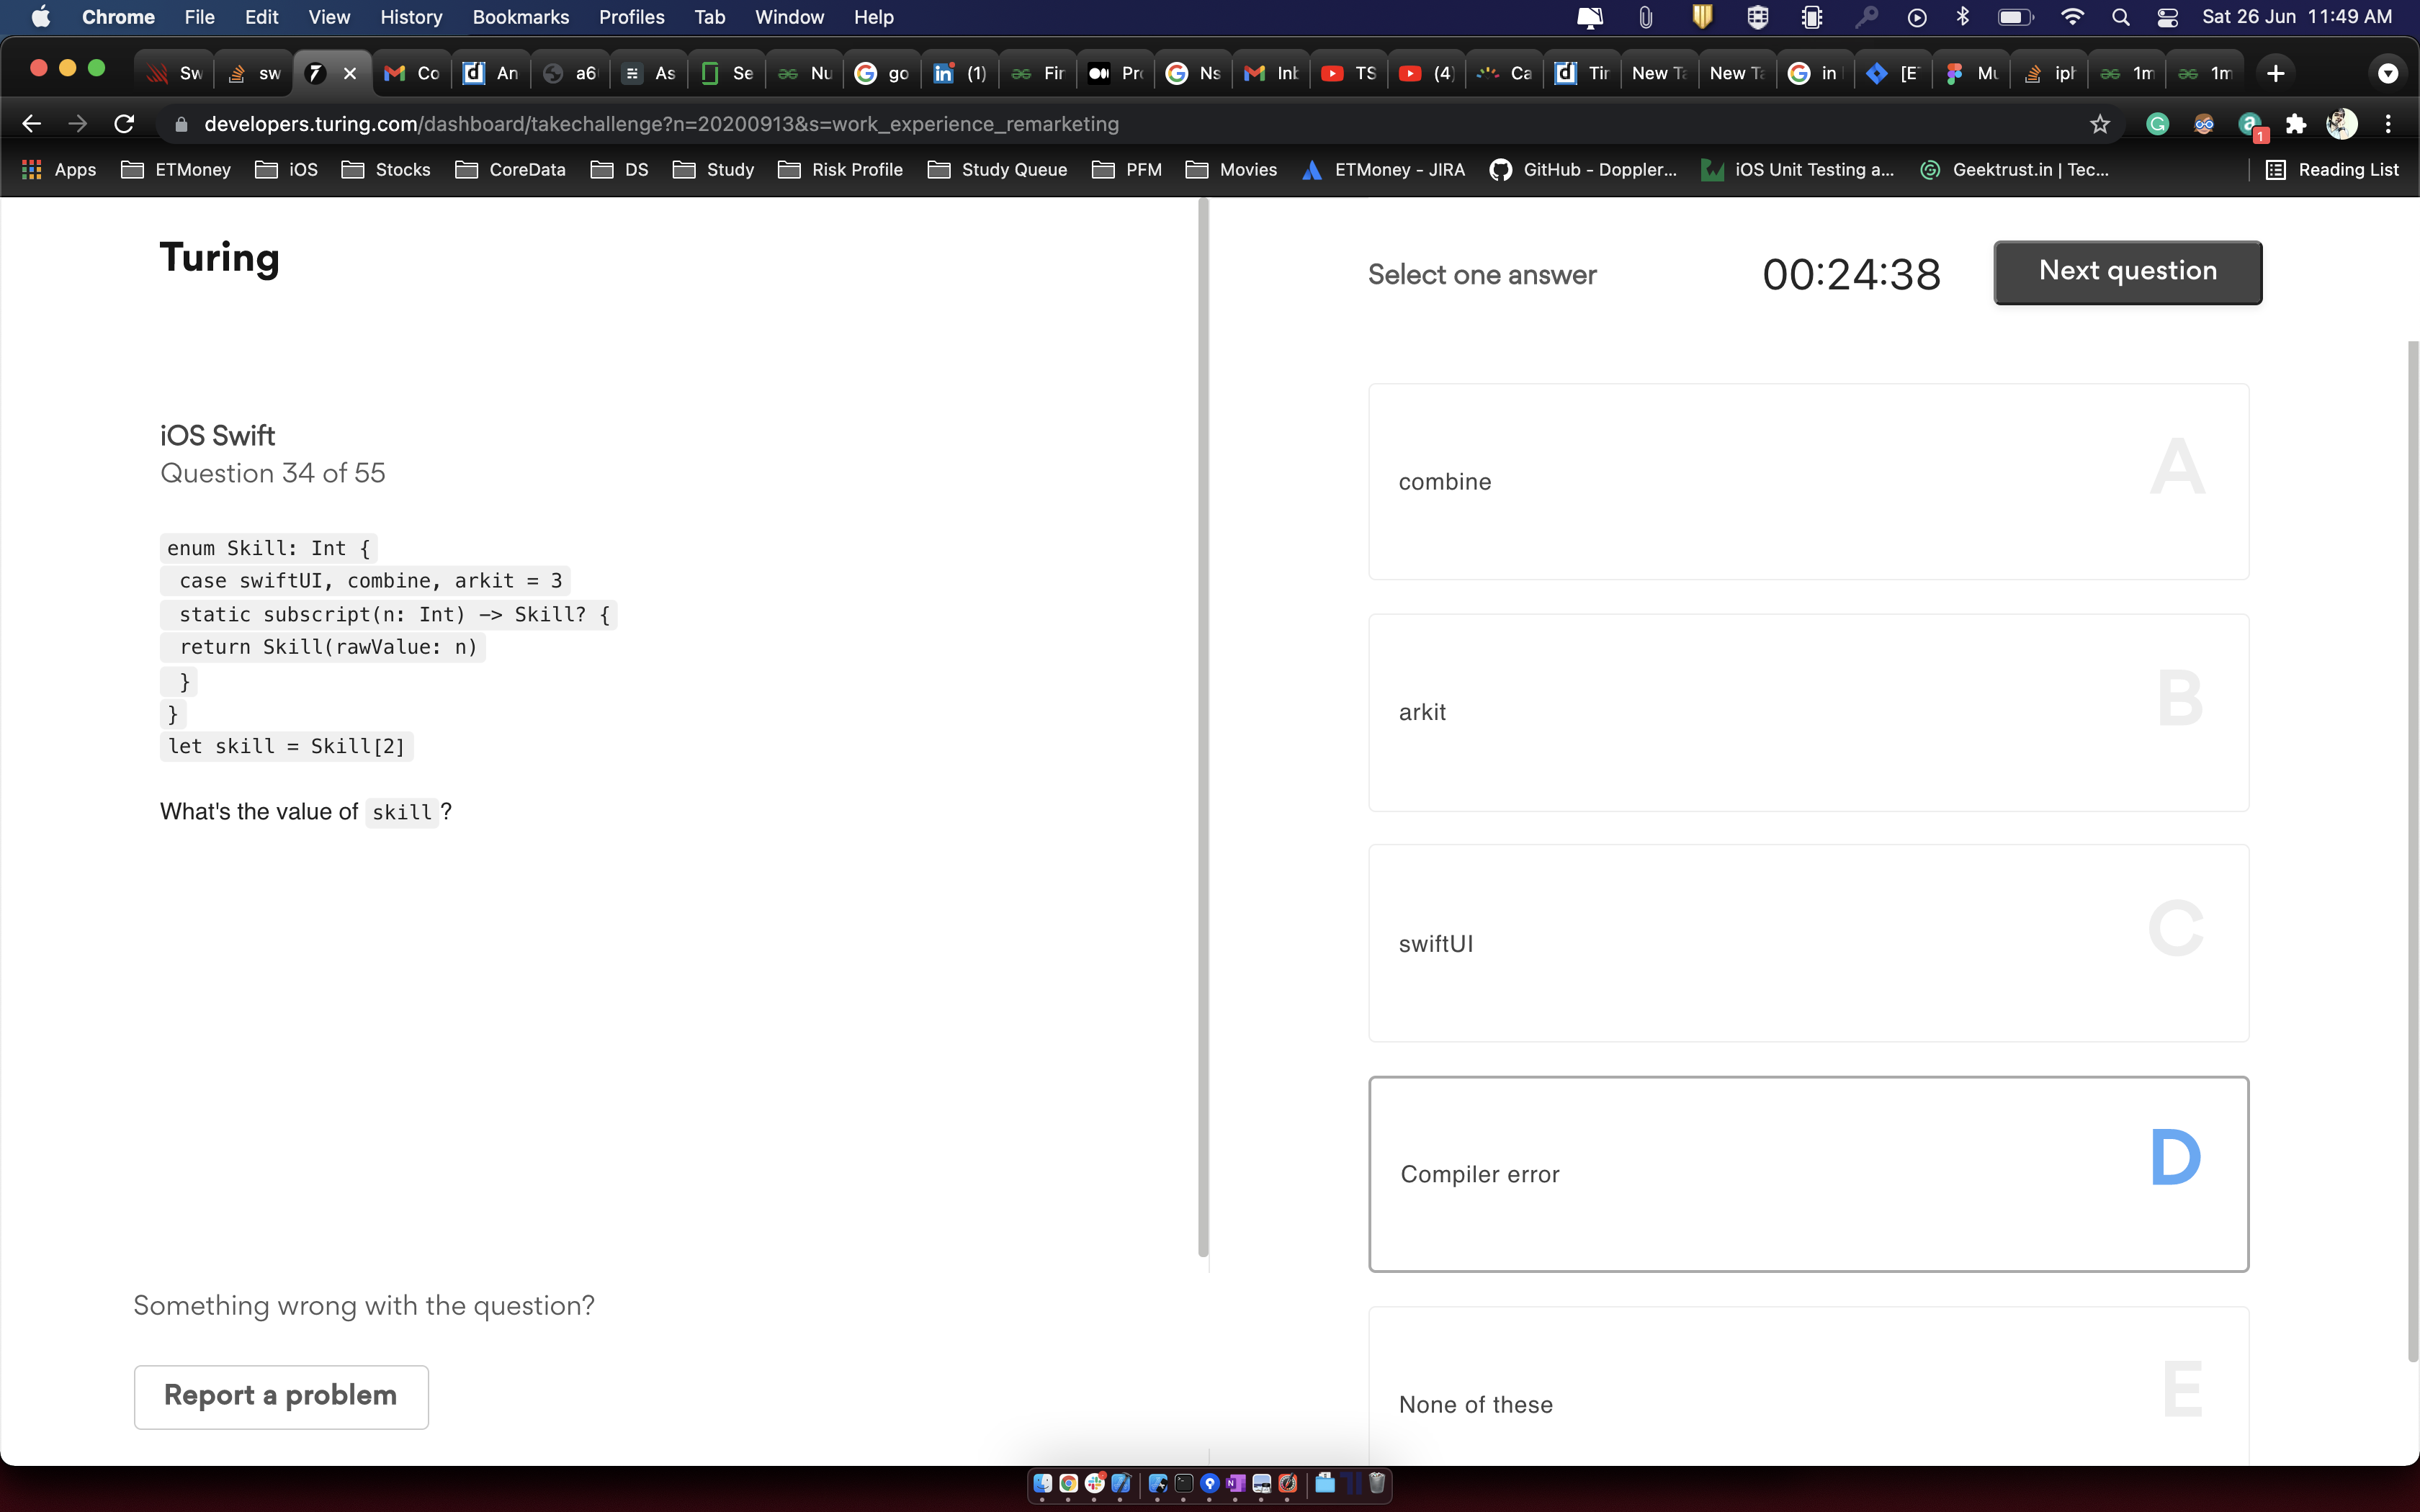 Chrome File Edit View History Bookmarks Profiles Tab Window Help Sat 26 Jun 11:49 AM
Sw sw Co An a6 As Se Nu go (1) Fir Pro Ns Inb TS (4) Ca Tir New Ta New Ta in [E Mu iph 1m 1m
developers.turing.com/dashboard/takechallenge?n=20200913&s=work_experience_remarketing 1
Apps ETMoney iOS Stocks CoreData DS Study Risk Profile Study Queue PFM Movies ETMoney - JIRA GitHub - Doppler... iOS Unit Testing a... Geektrust.in | Tec... Reading List
Turing
iOS Swift
Question 34 of 55
enum Skill: Int {
case swiftUI, combine, arkit = 3
static subscript(n: Int) -> Skill? {
return Skill(rawValue: n)
}
}
let skill = Skill[2]
What's the value of skill?
Something wrong with the question?
Report a problem
Select one answer 00:24:38 Next question
combine A
arkit B
swiftUI C
Compiler error D
None of these E